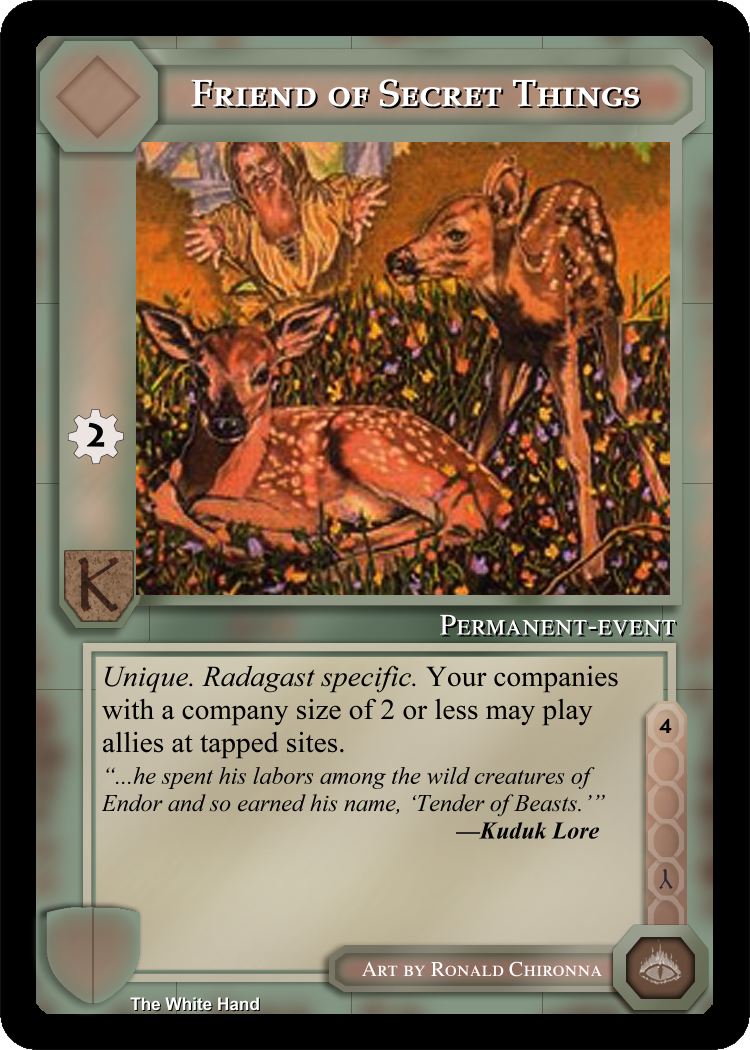 Friend of Secret Things
2
K
Permanent-event
Unique. Radagast specific. Your companies
with a company size of 2 or less may play
allies at tapped sites.
“...he spent his labors among the wild creatures of
Endor and so earned his name, ‘Tender of Beasts.’”
—Kuduk Lore
4
Art by Ronald Chironna
The White Hand